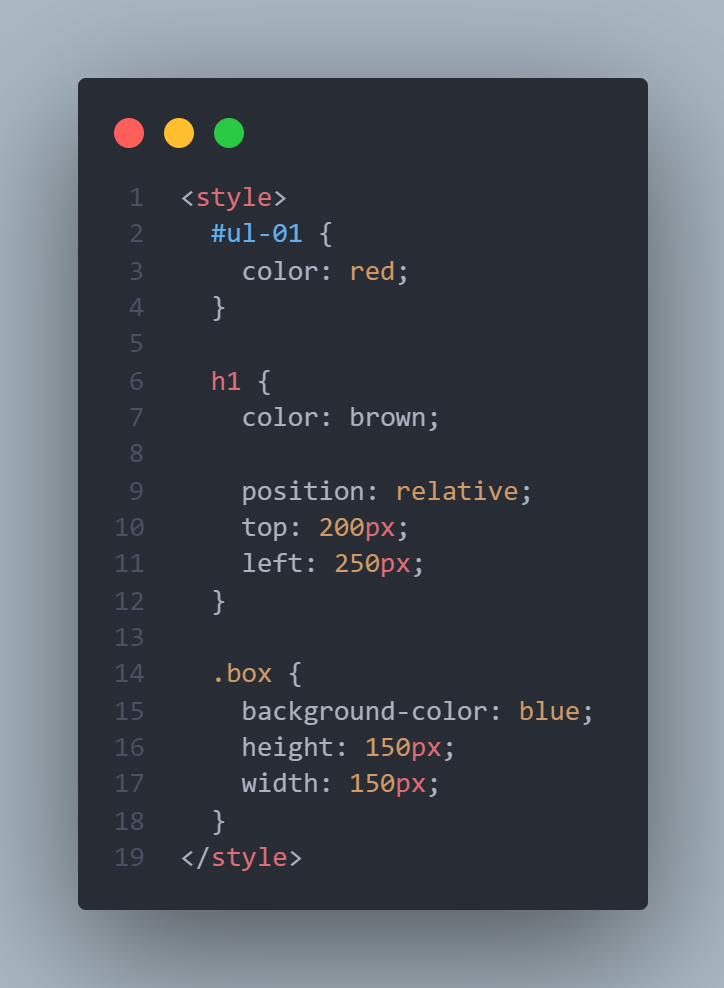 1 <style>
2   #ul-01 {
3     color: red;
4   }
5
6   h1 {
7     color: brown;
8
9     position: relative;
10     top: 200px;
11     left: 250px;
12   }
13
14   .box {
15     background-color: blue;
16     height: 150px;
17     width: 150px;
18   }
19 </style>